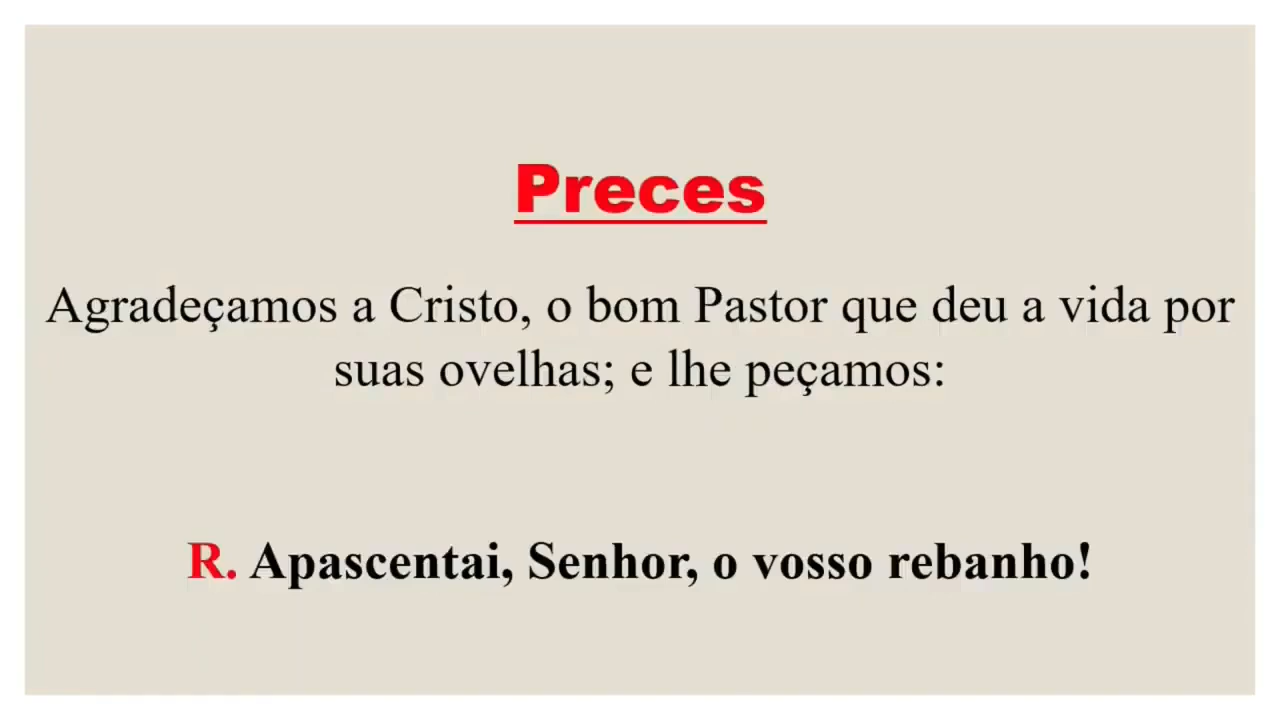 Preces
Agradeçamos a Cristo, o bom Pastor que deu a vida por
suas ovelhas; e lhe peçamos:
R. Apascentai, Senhor, o vosso rebanho!